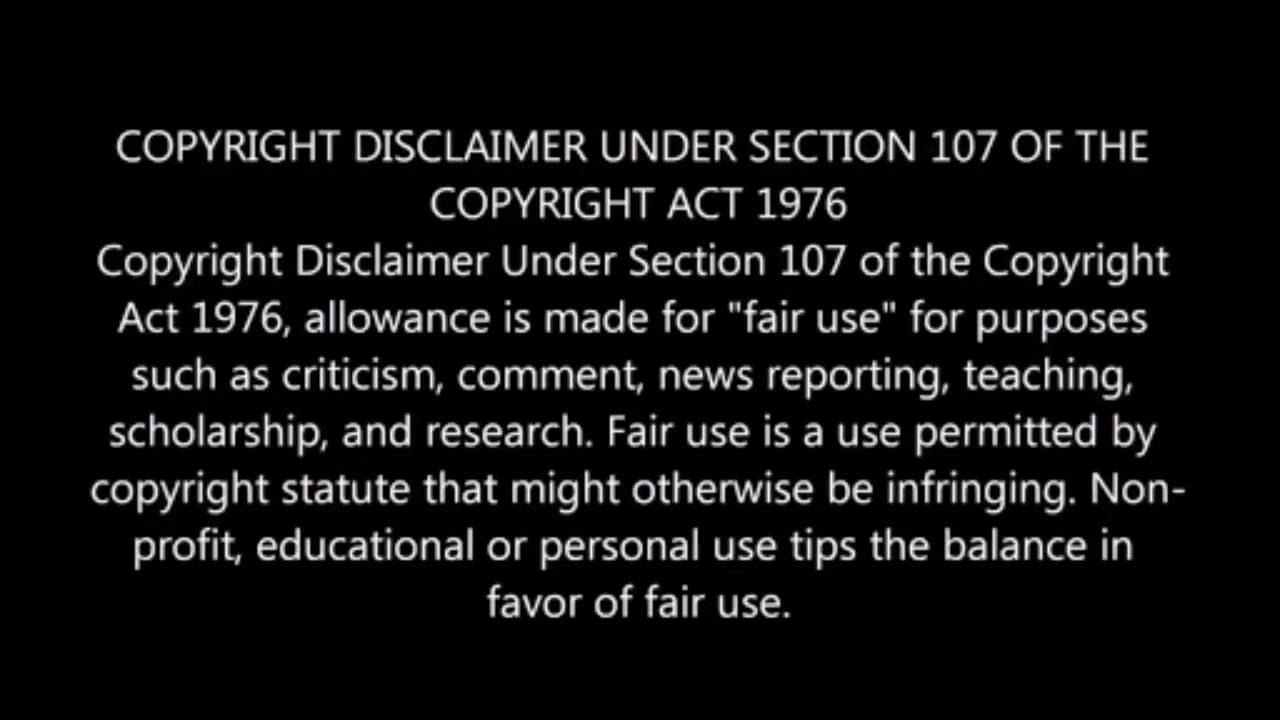 COPYRIGHT DISCLAIMER UNDER SECTION 107 OF THE
COPYRIGHT ACT 1976
Copyright Disclaimer Under Section 107 of the Copyright
Act 1976, allowance is made for "fair use" for purposes
such as criticism, comment, news reporting, teaching,
scholarship, and research. Fair use is a use permitted by
copyright statute that might otherwise be infringing. Non-
profit, educational or personal use tips the balance in
favor of fair use.